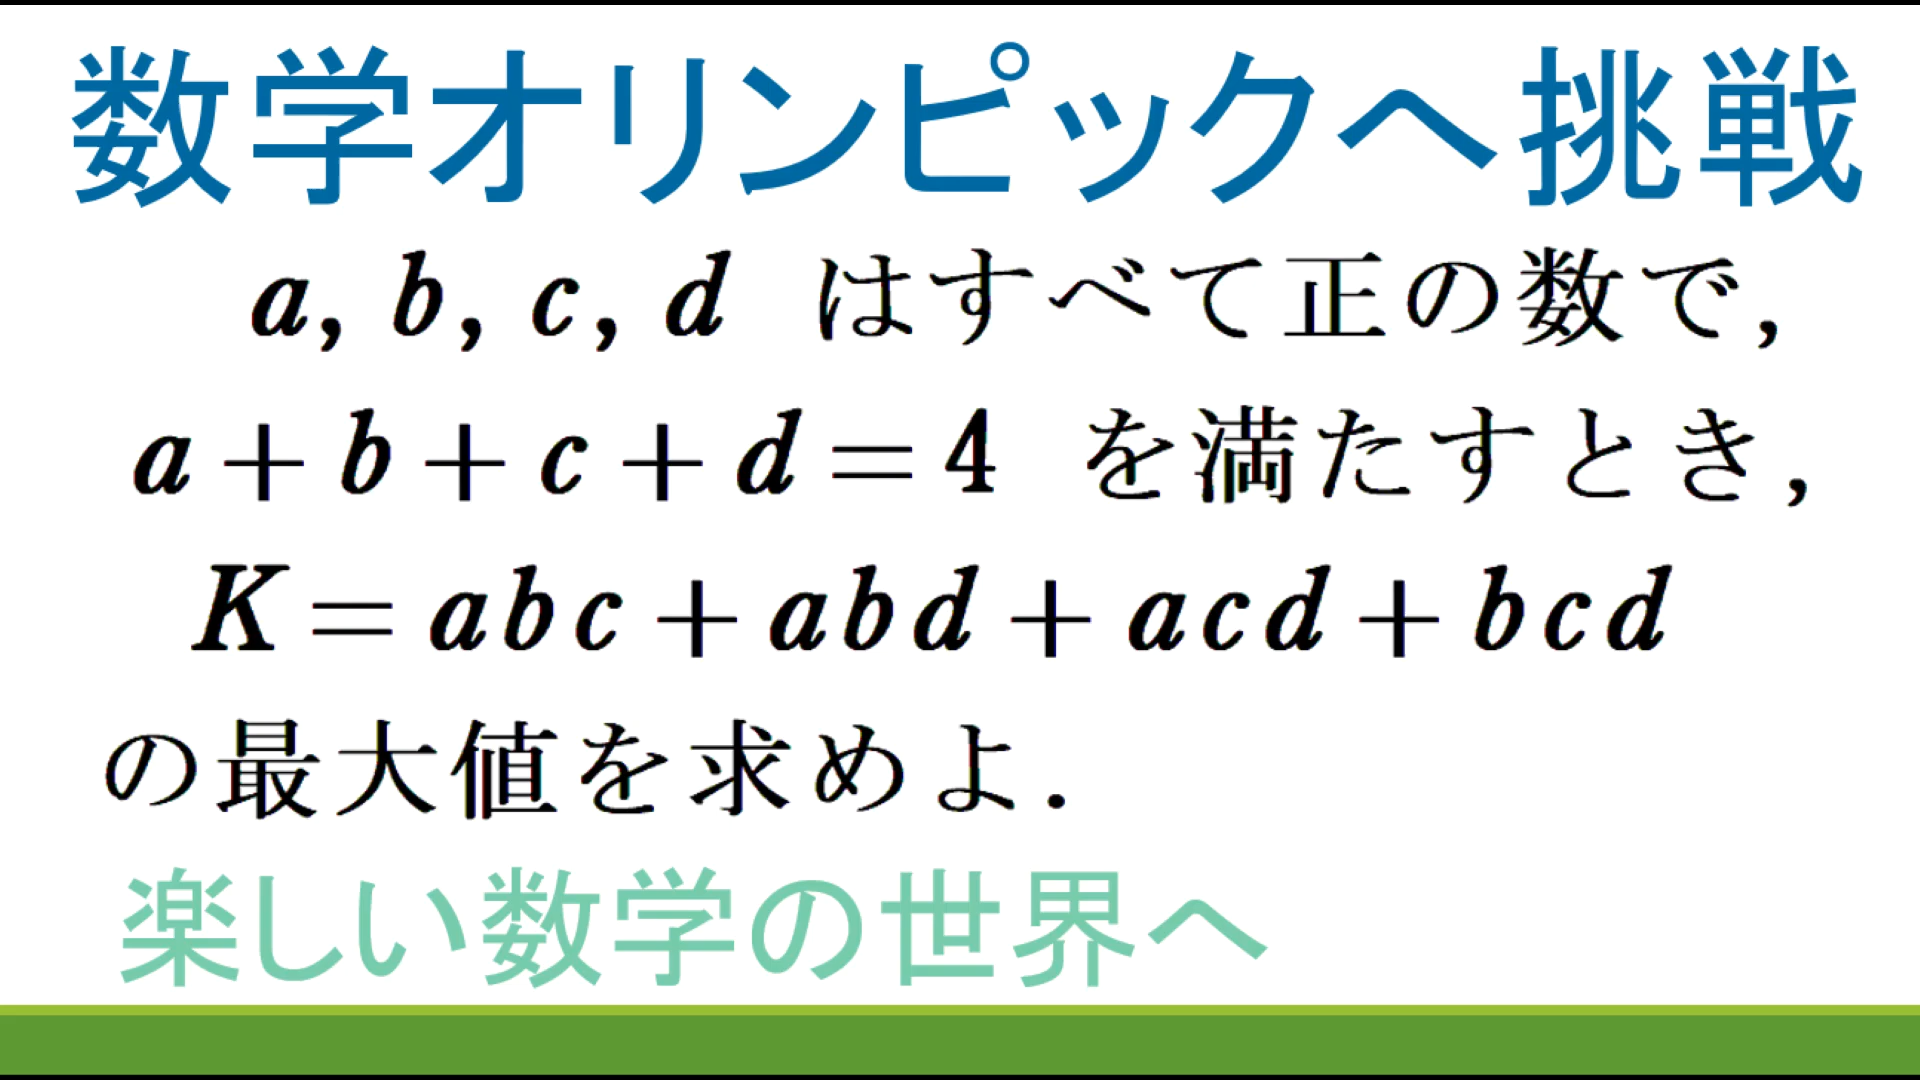 数学オリンピックへ挑戦
a, b, c, d はすべて正の数で,
a + b + c + d = 4 を満たすとき,
K = abc + abd + acd + bcd
の最大値を求めよ.
楽しい数学の世界へ